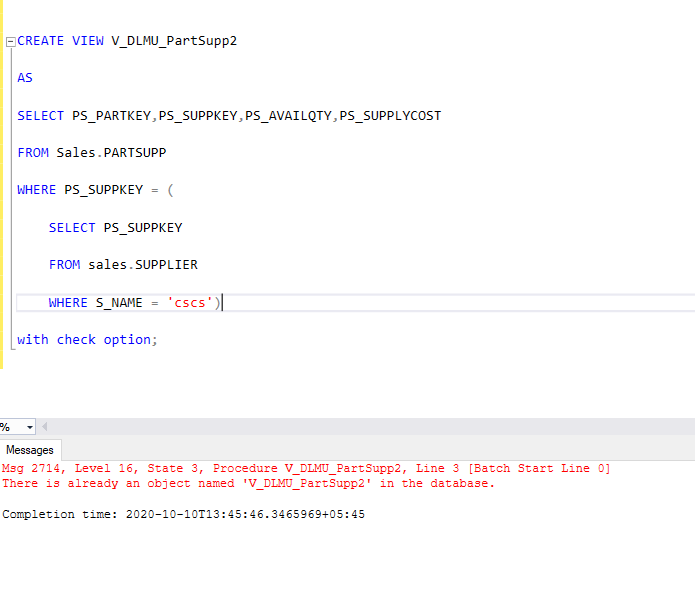 CREATE VIEW V_DLMU_PartSupp2
AS
SELECT PS_PARTKEY,PS_SUPPKEY,PS_AVAILQTY,PS_SUPPLYCOST
FROM Sales.PARTSUPP
WHERE PS_SUPPKEY = (
SELECT PS_SUPPKEY
FROM sales.SUPPLIER
WHERE S_NAME = 'cscs')
with check option;
%
Messages
Msg 2714, Level 16, State 3, Procedure V_DLMU_PartSupp2, Line 3 [Batch Start Line 0]
There is already an object named 'V_DLMU_PartSupp2' in the database.
Completion time: 2020-10-10T13:45:46.3465969+05:45